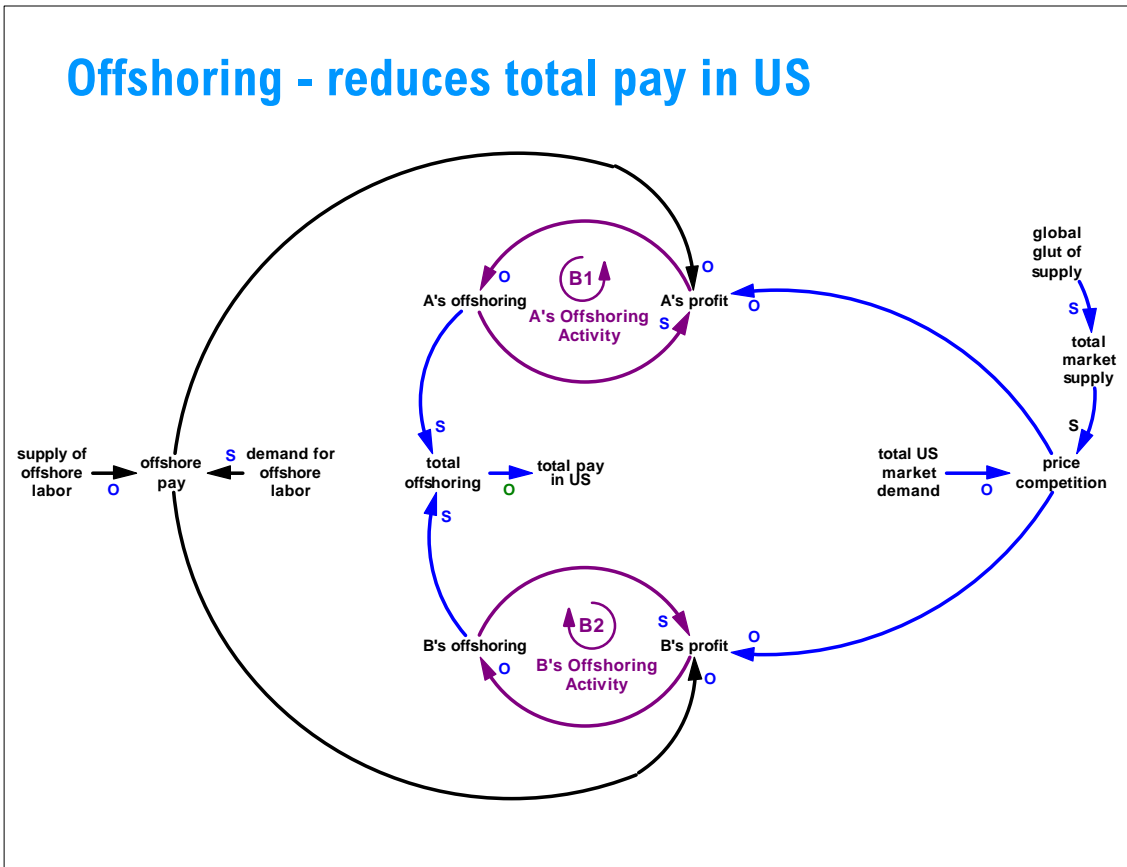 Offshoring - reduces total pay in US
global
glut of
supply
S
total
market
supply
S
O
O
B1
A's offshoring
A's profit
A's Offshoring
Activity
S
O
S
supply of
offshore
labor
O
offshore
pay
S
demand for
offshore
labor
total
offshoring
O
total pay
in US
total US
market
demand
O
price
competition
S
B2
S
O
B's offshoring
B's profit
O
B's Offshoring
Activity
O